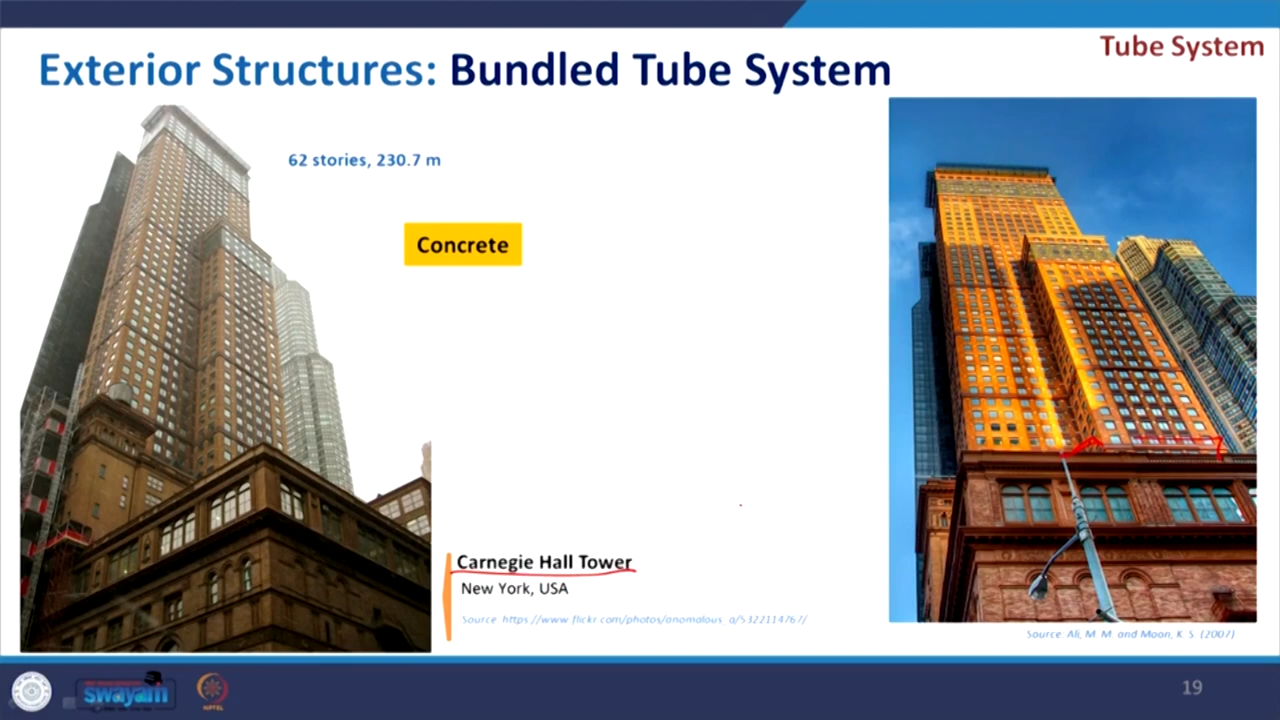 Tube System
Exterior Structures: Bundled Tube System
62 stories, 230.7 m
Concrete
Carnegie Hall Tower
New York, USA
Source: https://www.flickr.com/photos/anomalous_a/5322114767/
Source: Ali, M. M. and Moon, K. S. (2007)
swayam
NPTEL
19